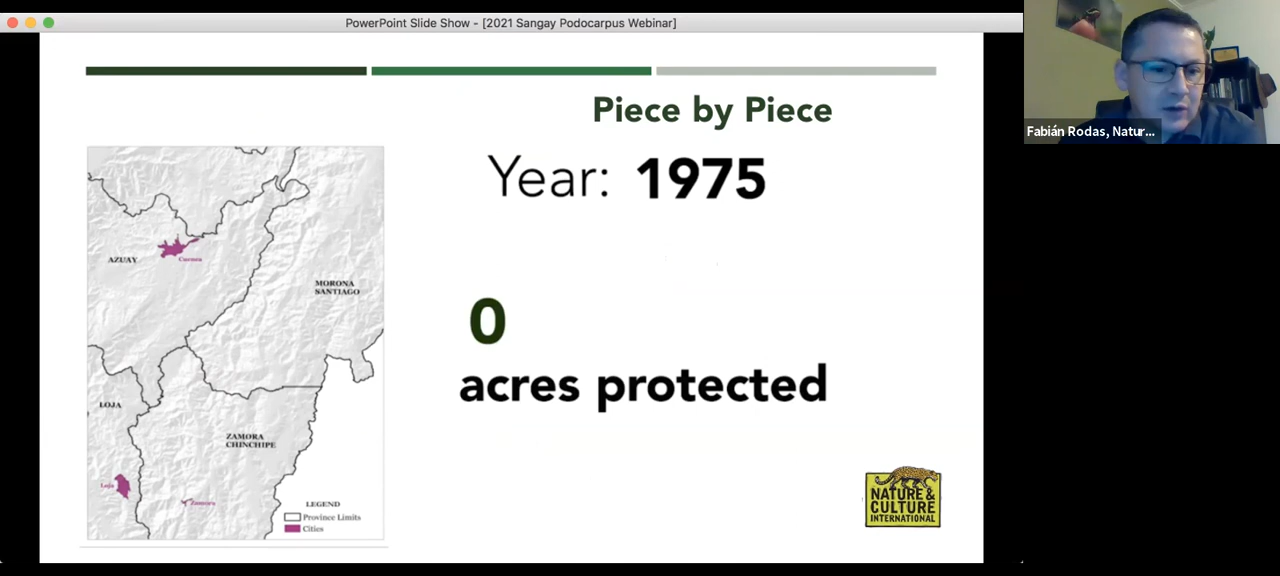 PowerPoint Slide Show - [2021 Sangay Podocarpus Webinar]
Fabián Rodas, Natur...
Piece by Piece
Year: 1975
0
acres protected
AZUAY
Cuenca
MORONA
SANTIAGO
LOJA
ZAMORA
CHINCHIPE
Loja
Zamora
LEGEND
Province Limits
Cities
NATURE &
CULTURE
INTERNATIONAL